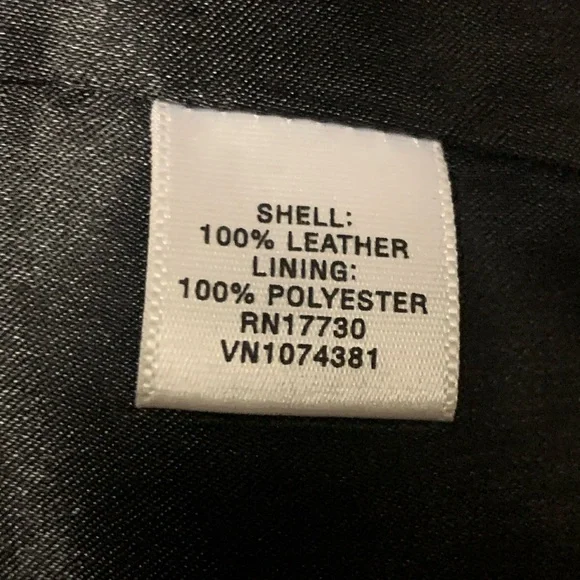 SHELL:
100% LEATHER
LINING:
100% POLYESTER
RN17730
VN1074381